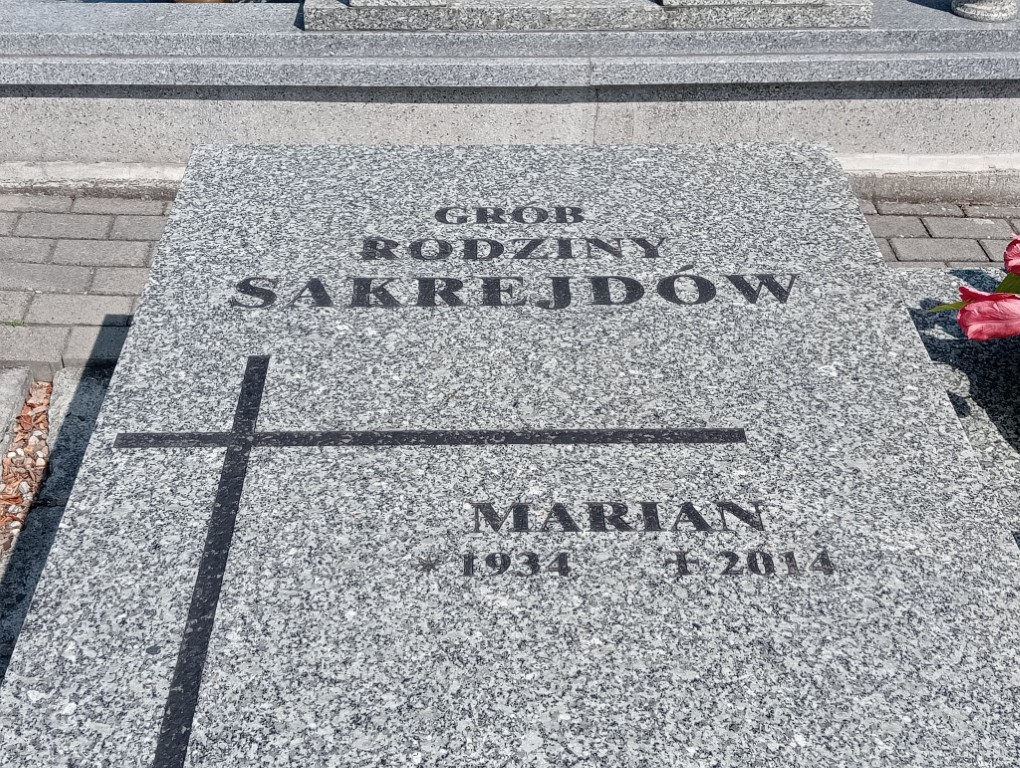 GRÓB
RODZINY
SAKREJDÓW
MARIAN
* 1934 ✝ 2014